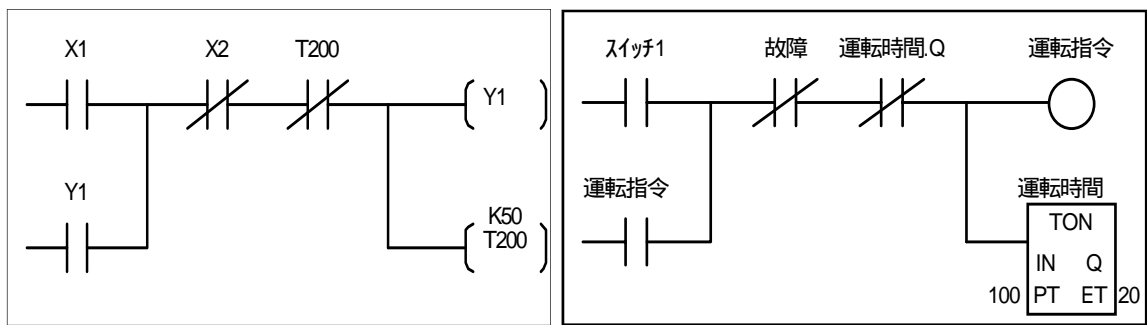 X1 X2 T200
Y1
Y1
K50
T200
ｽｲｯﾁ1 故障 運転時間.Q 運転指令
運転指令 運転時間
TON
IN Q
100 PT ET 20